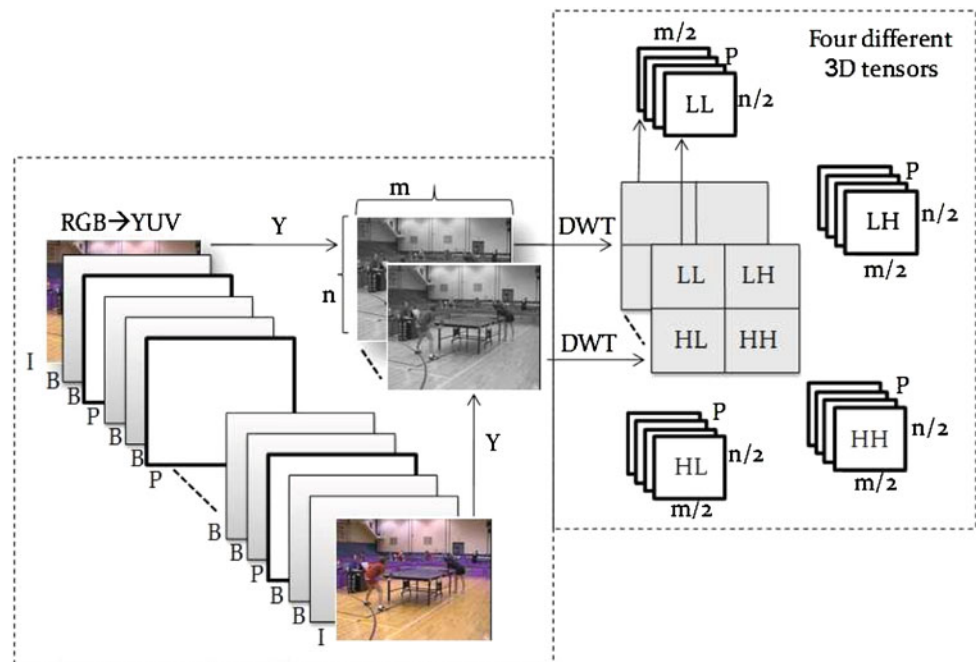 RGB→YUV
I
B
B
P
B
B
P
B
B
P
B
B
I
Y
Y
m
n
DWT
DWT
LL
LH
HL
HH
Four different
3D tensors
m/2
P
LL
n/2
P
LH
n/2
m/2
P
HL
n/2
m/2
P
HH
n/2
m/2